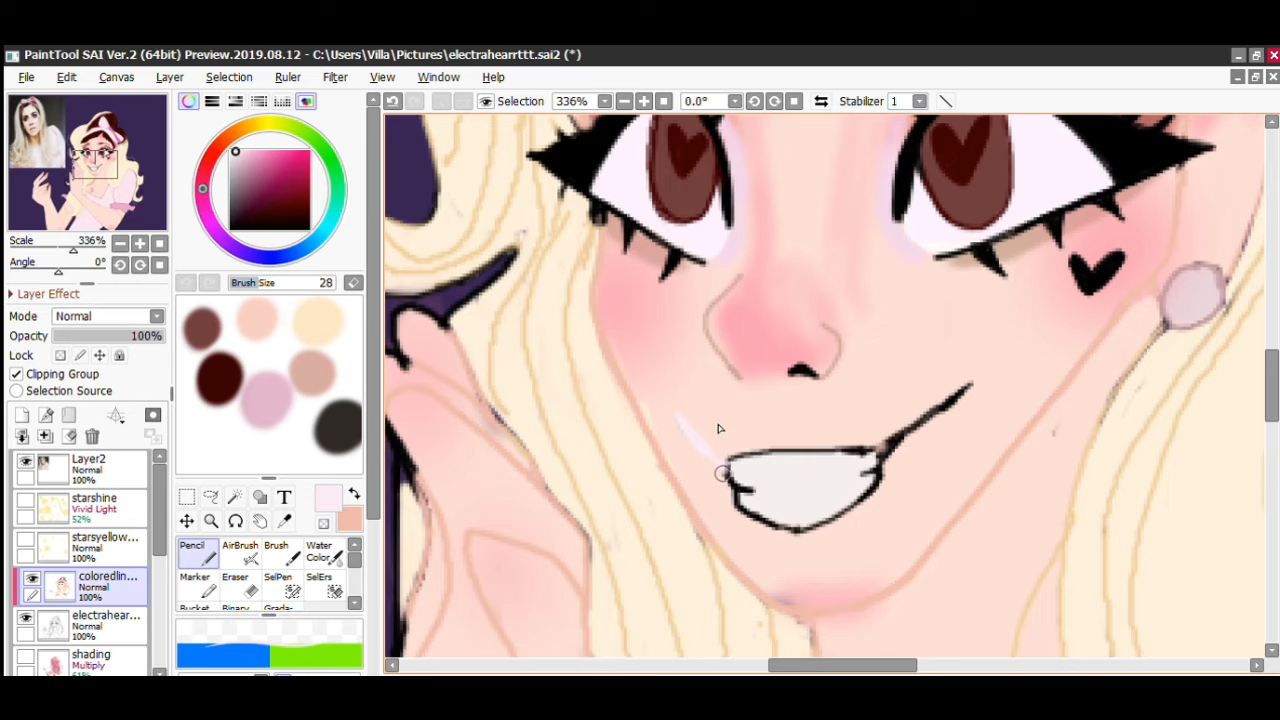 PaintTool SAI Ver.2 (64bit) Preview.2019.08.12 - C:\Users\Villa\Pictures\electrahearrttt.sai2 (*)
File Edit Canvas Layer Selection Ruler Filter View Window Help
Selection 336% 0.0° Stabilizer 1
Scale 336%
Angle 0°
Layer Effect
Mode Normal
Opacity 100%
Lock
Clipping Group
Selection Source
Layer2
Normal
100%
starshine
Vivid Light
52%
starsyellow...
Normal
100%
coloredlin...
Normal
100%
electrahear...
Normal
100%
shading
Multiply
Brush Size 28
T
Pencil AirBrush Brush Water Color
Marker Eraser SelPen SelErs
Bucket Binary Grada-